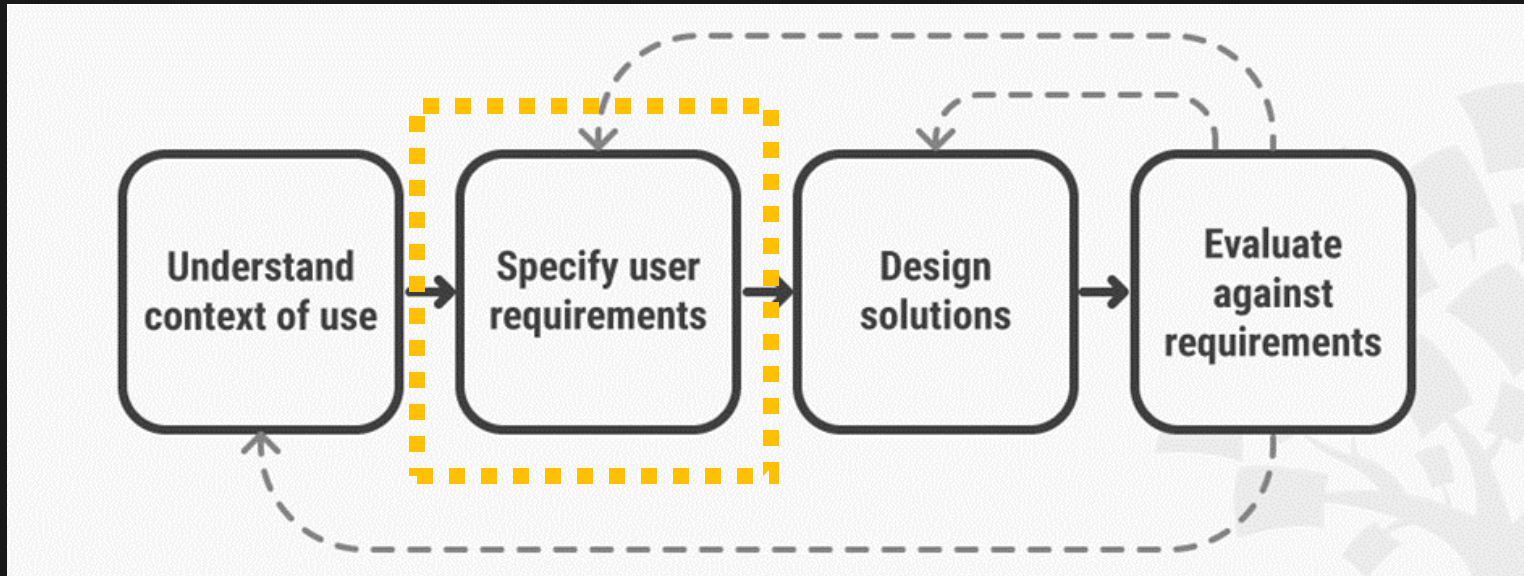 Understand
context of use
Specify user
requirements
Design
solutions
Evaluate
against
requirements